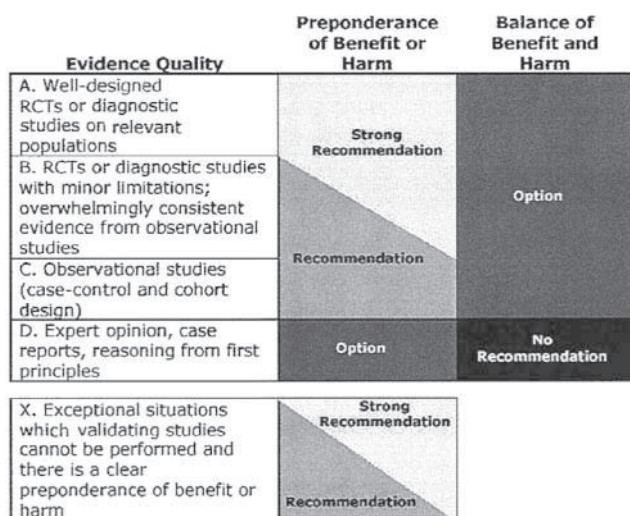 Evidence Quality
Preponderance
of Benefit or
Harm
Balance of
Benefit and
Harm
A. Well-designed
RCTs or diagnostic
studies on relevant
populations
Strong
Recommendation
B. RCTs or diagnostic studies
with minor limitations;
overwhelmingly consistent
evidence from observational
studies
Option
Recommendation
C. Observational studies
(case-control and cohort
design)
D. Expert opinion, case
reports, reasoning from first
principles
Option
No
Recommendation
X. Exceptional situations
which validating studies
cannot be performed and
there is a clear
preponderance of benefit or
harm
Strong
Recommendation
Recommendation